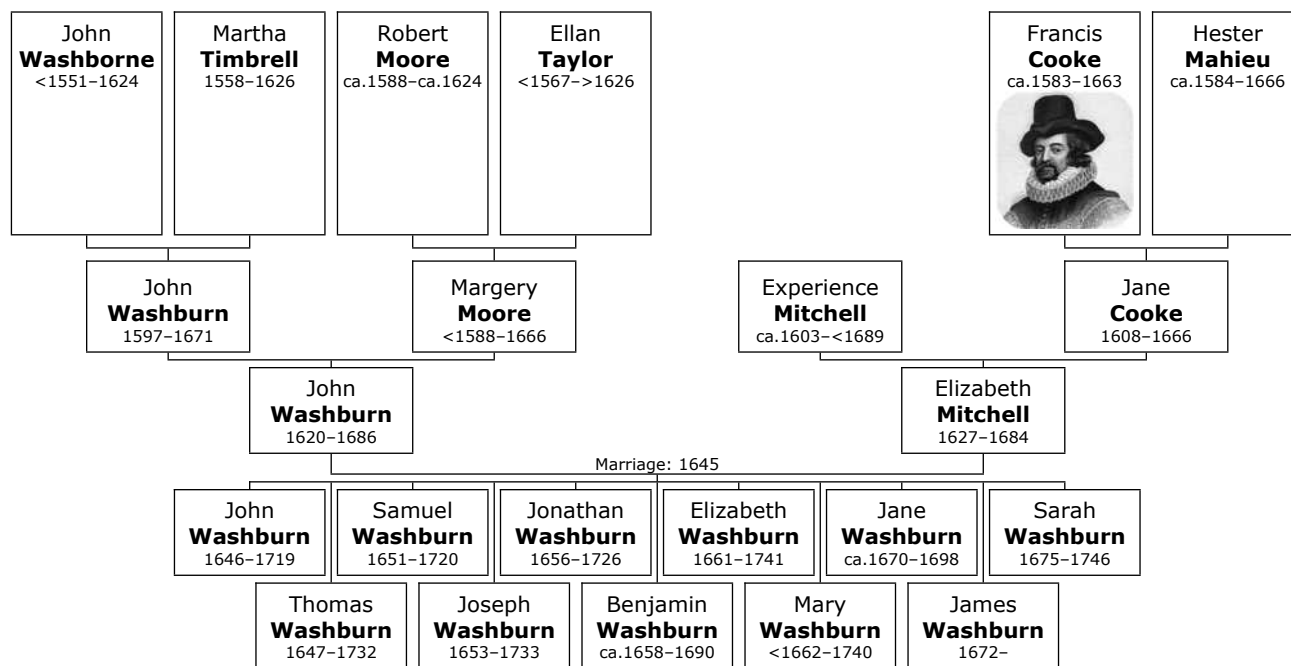 John
Washborne
<1551–1624
Martha
Timbrell
1558–1626
Robert
Moore
ca.1588–ca.1624
Ellan
Taylor
<1567–>1626
Francis
Cooke
ca.1583–1663
Hester
Mahieu
ca.1584–1666
John
Washburn
1597–1671
Margery
Moore
<1588–1666
Experience
Mitchell
ca.1603–<1689
Jane
Cooke
1608–1666
John
Washburn
1620–1686
Elizabeth
Mitchell
1627–1684
Marriage: 1645
John
Washburn
1646–1719
Samuel
Washburn
1651–1720
Jonathan
Washburn
1656–1726
Elizabeth
Washburn
1661–1741
Jane
Washburn
ca.1670–1698
Sarah
Washburn
1675–1746
Thomas
Washburn
1647–1732
Joseph
Washburn
1653–1733
Benjamin
Washburn
ca.1658–1690
Mary
Washburn
<1662–1740
James
Washburn
1672–